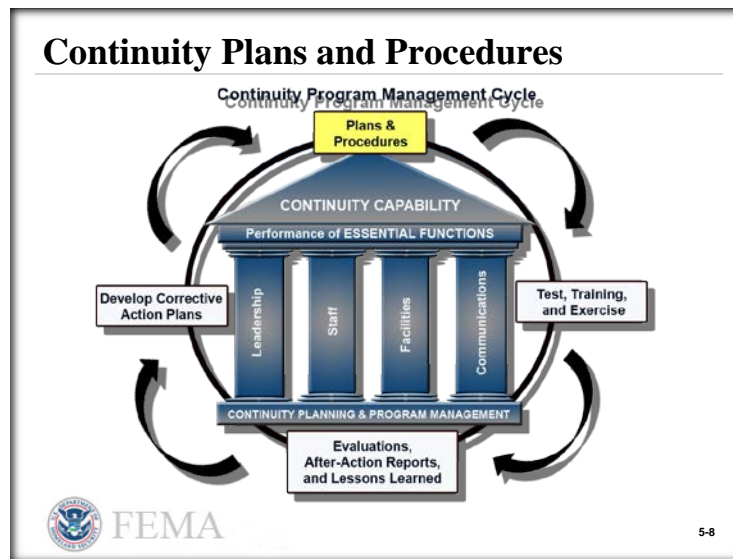 Continuity Plans and Procedures
Continuity Program Management Cycle
Plans &
Procedures
CONTINUITY CAPABILITY
Performance of ESSENTIAL FUNCTIONS
Leadership
Staff
Facilities
Communications
Develop Corrective
Action Plans
Test, Training,
and Exercise
CONTINUITY PLANNING & PROGRAM MANAGEMENT
Evaluations,
After-Action Reports,
and Lessons Learned
FEMA
5-8